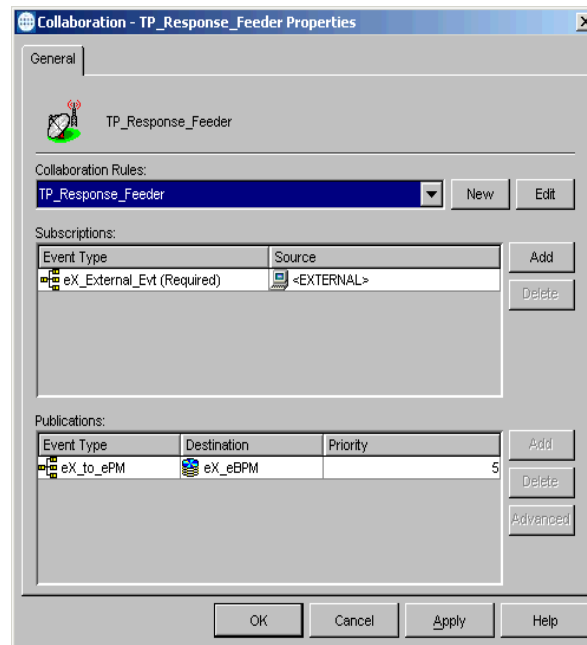 Collaboration - TP_Response_Feeder Properties
General
TP_Response_Feeder
Collaboration Rules:
TP_Response_Feeder New Edit
Subscriptions:
Event Type Source Add
eX_External_Evt (Required) <EXTERNAL>
Delete
Publications:
Event Type Destination Priority Add
eX_to_ePM eX_eBPM 5
Delete
Advanced
OK Cancel Apply Help